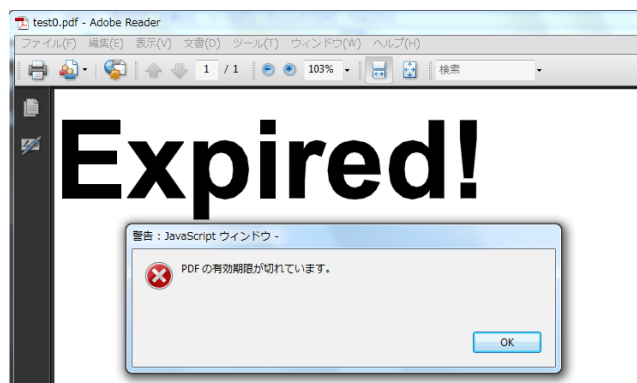 test0.pdf - Adobe Reader
ファイル(F) 編集(E) 表示(V) 文書(D) ツール(T) ウィンドウ(W) ヘルプ(H)
1 / 1 103% 検索
Expired!
警告 : JavaScript ウィンドウ -
PDF の有効期限が切れています。
OK